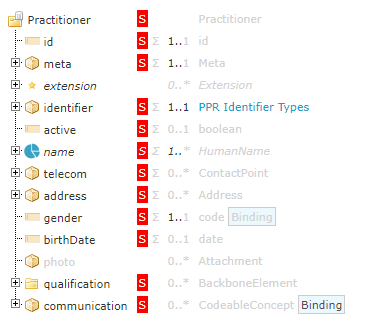 Practitioner S Practitioner
id S Σ 1..1 id
meta S Σ 1..1 Meta
extension Σ 0..* Extension
identifier S Σ 1..1 PPR Identifier Types
active S Σ 0..1 boolean
name S Σ 1..* HumanName
telecom S Σ 0..* ContactPoint
address S Σ 0..* Address
gender S Σ 1..1 code Binding
birthDate S Σ 0..1 date
photo 0..* Attachment
qualification S 0..* BackboneElement
communication S Σ 0..* CodeableConcept Binding